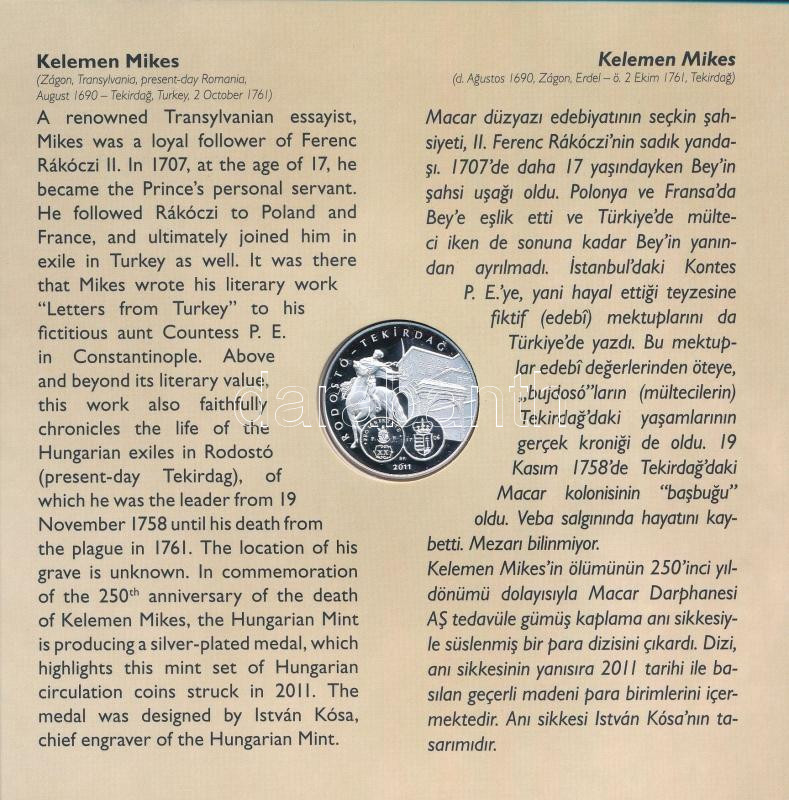 Kelemen Mikes
(Zágon, Transylvania, present-day Romania,
August 1690 – Tekirdağ, Turkey, 2 October 1761)
A renowned Transylvanian essayist,
Mikes was a loyal follower of Ferenc
Rákóczi II. In 1707, at the age of 17, he
became the Prince's personal servant.
He followed Rákóczi to Poland and
France, and ultimately joined him in
exile in Turkey as well. It was there
that Mikes wrote his literary work
“Letters from Turkey” to his
fictitious aunt Countess P. E.
in Constantinople. Above
and beyond its literary value,
this work also faithfully
chronicles the life of the
Hungarian exiles in Rodostó
(present-day Tekirdag), of
which he was the leader from 19
November 1758 until his death from
the plague in 1761. The location of his
grave is unknown. In commemoration
of the 250th anniversary of the death
of Kelemen Mikes, the Hungarian Mint
is producing a silver-plated medal, which
highlights this mint set of Hungarian
circulation coins struck in 2011. The
medal was designed by István Kósa,
chief engraver of the Hungarian Mint.
RODOSTÓ - TEKİRDAĞ
2011
Kelemen Mikes
(d. Ağustos 1690, Zágon, Erdel – ö. 2 Ekim 1761, Tekirdağ)
Macar düzyazı edebiyatının seçkin şah-
siyeti, II. Ferenc Rákóczi'nin sadık yanda-
şı. 1707'de daha 17 yaşındayken Bey'in
şahsi uşağı oldu. Polonya ve Fransa'da
Bey'e eşlik etti ve Türkiye'de mülte-
ci iken de sonuna kadar Bey'in yanın-
dan ayrılmadı. İstanbul'daki Kontes
P. E.'ye, yani hayal ettiği teyzesine
fiktif (edebî) mektuplarını da
Türkiye'de yazdı. Bu mektup-
lar edebî değerlerinden öteye,
„bujdosó”ların (mültecilerin)
Tekirdağ'daki yaşamlarının
gerçek kroniği de oldu. 19
Kasım 1758'de Tekirdağ'daki
Macar kolonisinin “başbuğu”
oldu. Veba salgınında hayatını kay-
betti. Mezarı bilinmiyor.
Kelemen Mikes'in ölümünün 250'inci yıl-
dönümü dolayısıyla Macar Darphanesi
AŞ tedavüle gümüş kaplama anı sikkesiy-
le süslenmiş bir para dizisini çıkardı. Dizi,
anı sikkesinin yanısıra 2011 tarihi ile ba-
sılan geçerli madeni para birimlerini içer-
mektedir. Anı sikkesi István Kósa'nın ta-
sarımıdır.